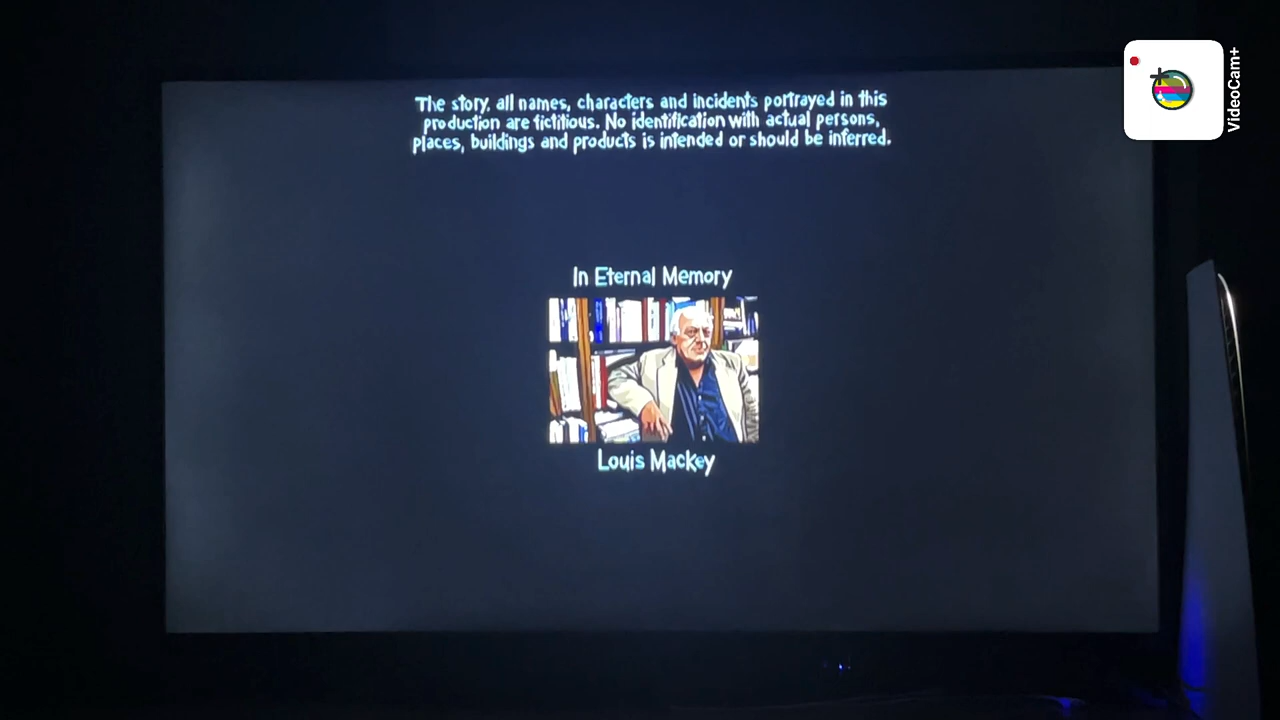 The story, all names, characters and incidents portrayed in this
production are fictitious. No identification with actual persons,
places, buildings and products is intended or should be inferred.
In Eternal Memory
Louis Mackey
VideoCam+